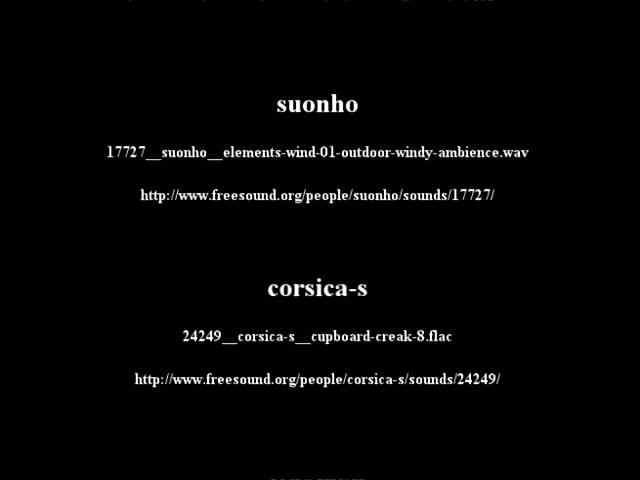 suonho
17727__suonho__elements-wind-01-outdoor-windy-ambience.wav
http://www.freesound.org/people/suonho/sounds/17727/
corsica-s
24249__corsica-s__cupboard-creak-8.flac
http://www.freesound.org/people/corsica-s/sounds/24249/